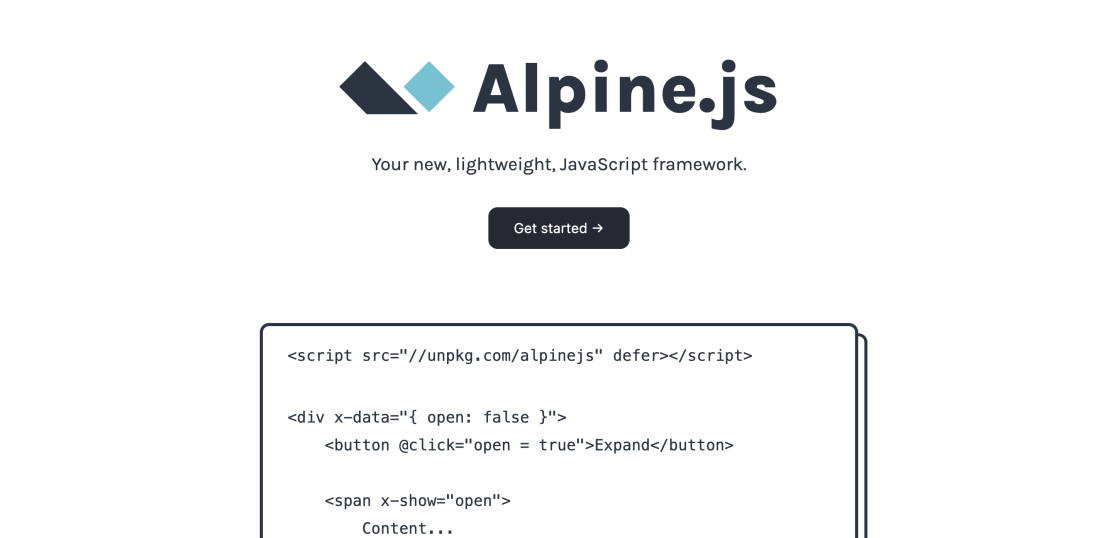 Alpine.js
Your new, lightweight, JavaScript framework.
Get started →
<script src="//unpkg.com/alpinejs" defer></script>
<div x-data="{ open: false }">
<button @click="open = true">Expand</button>
<span x-show="open">
Content...